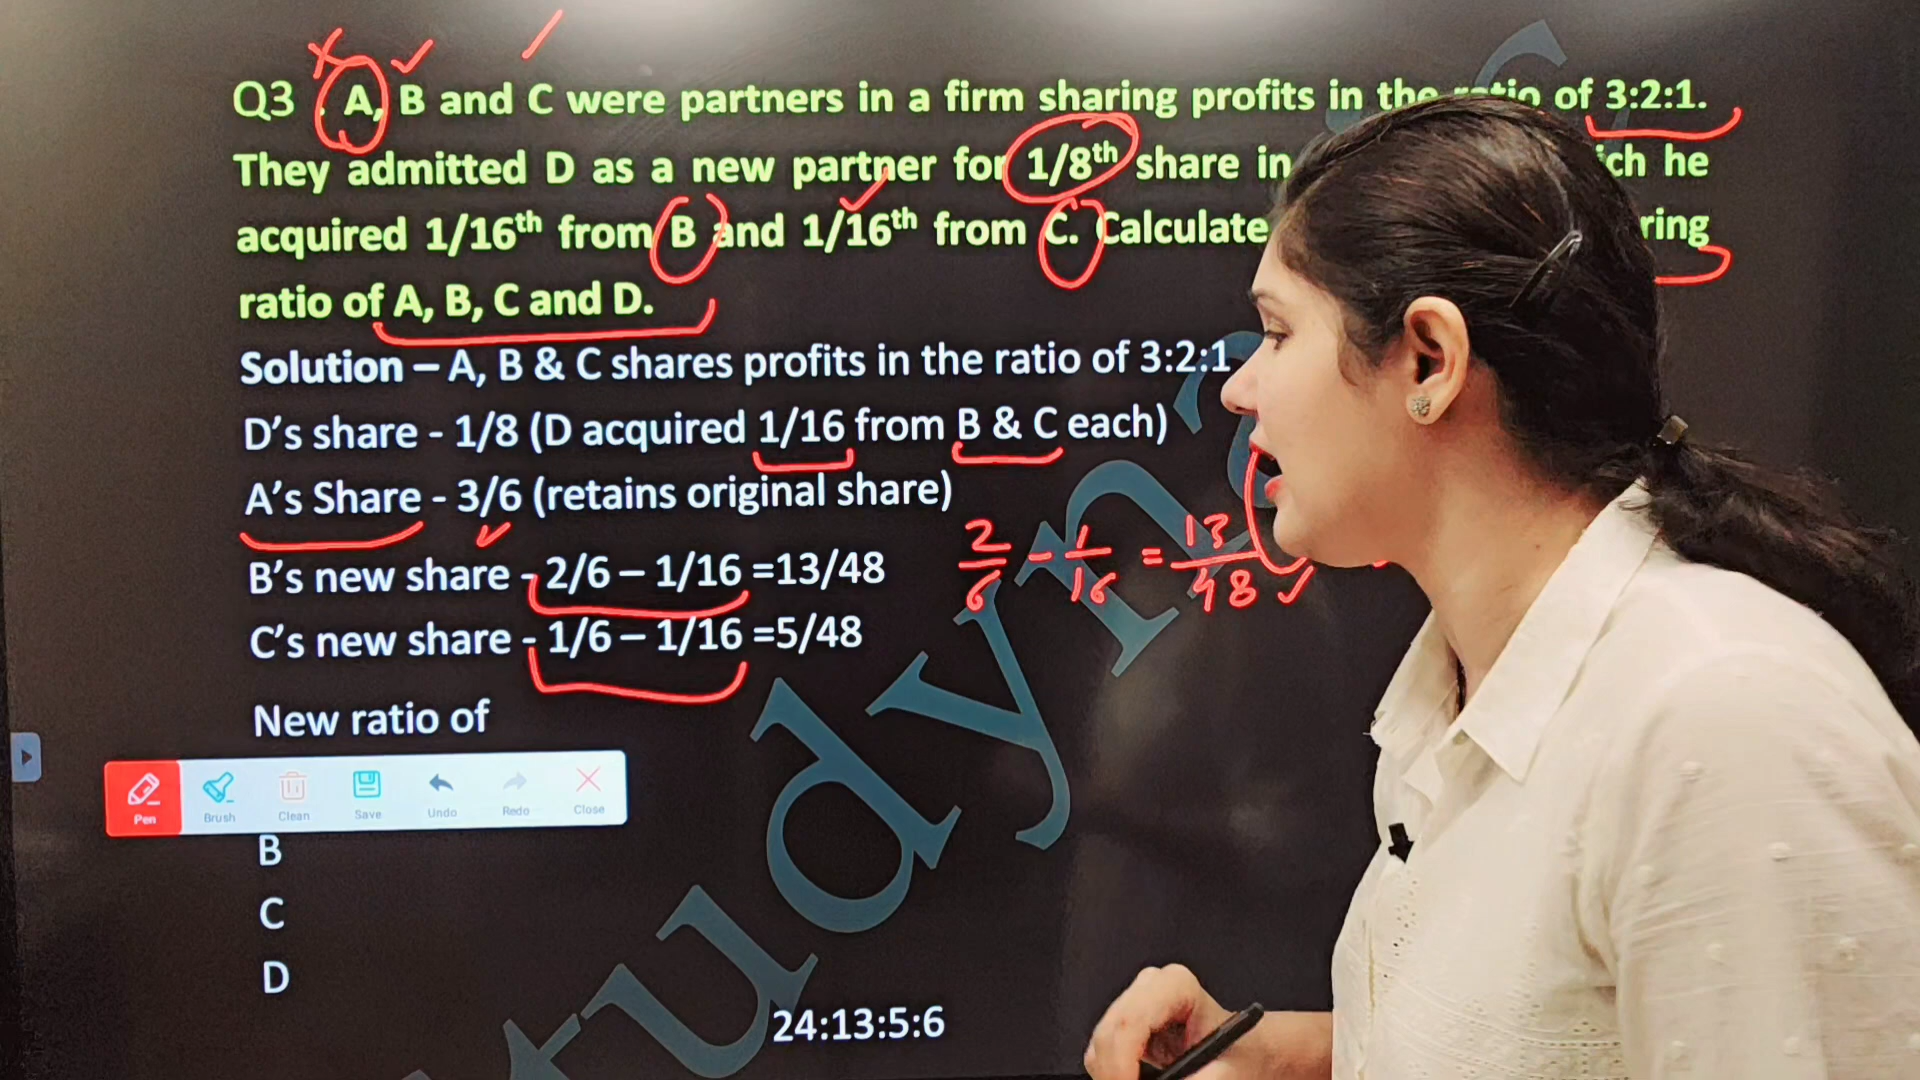 Q3 . A, B and C were partners in a firm sharing profits in the ratio of 3:2:1.
They admitted D as a new partner for 1/8th share in ch he
acquired 1/16th from B and 1/16th from C. Calculate ring
ratio of A, B, C and D.
Solution – A, B & C shares profits in the ratio of 3:2:1
D's share - 1/8 (D acquired 1/16 from B & C each)
A's Share - 3/6 (retains original share)
B's new share - 2/6 – 1/16 =13/48
2/6 - 1/16 = 13/48
C's new share - 1/6 – 1/16 =5/48
New ratio of
Pen Brush Clean Save Undo Redo Close
B
C
D
24:13:5:6